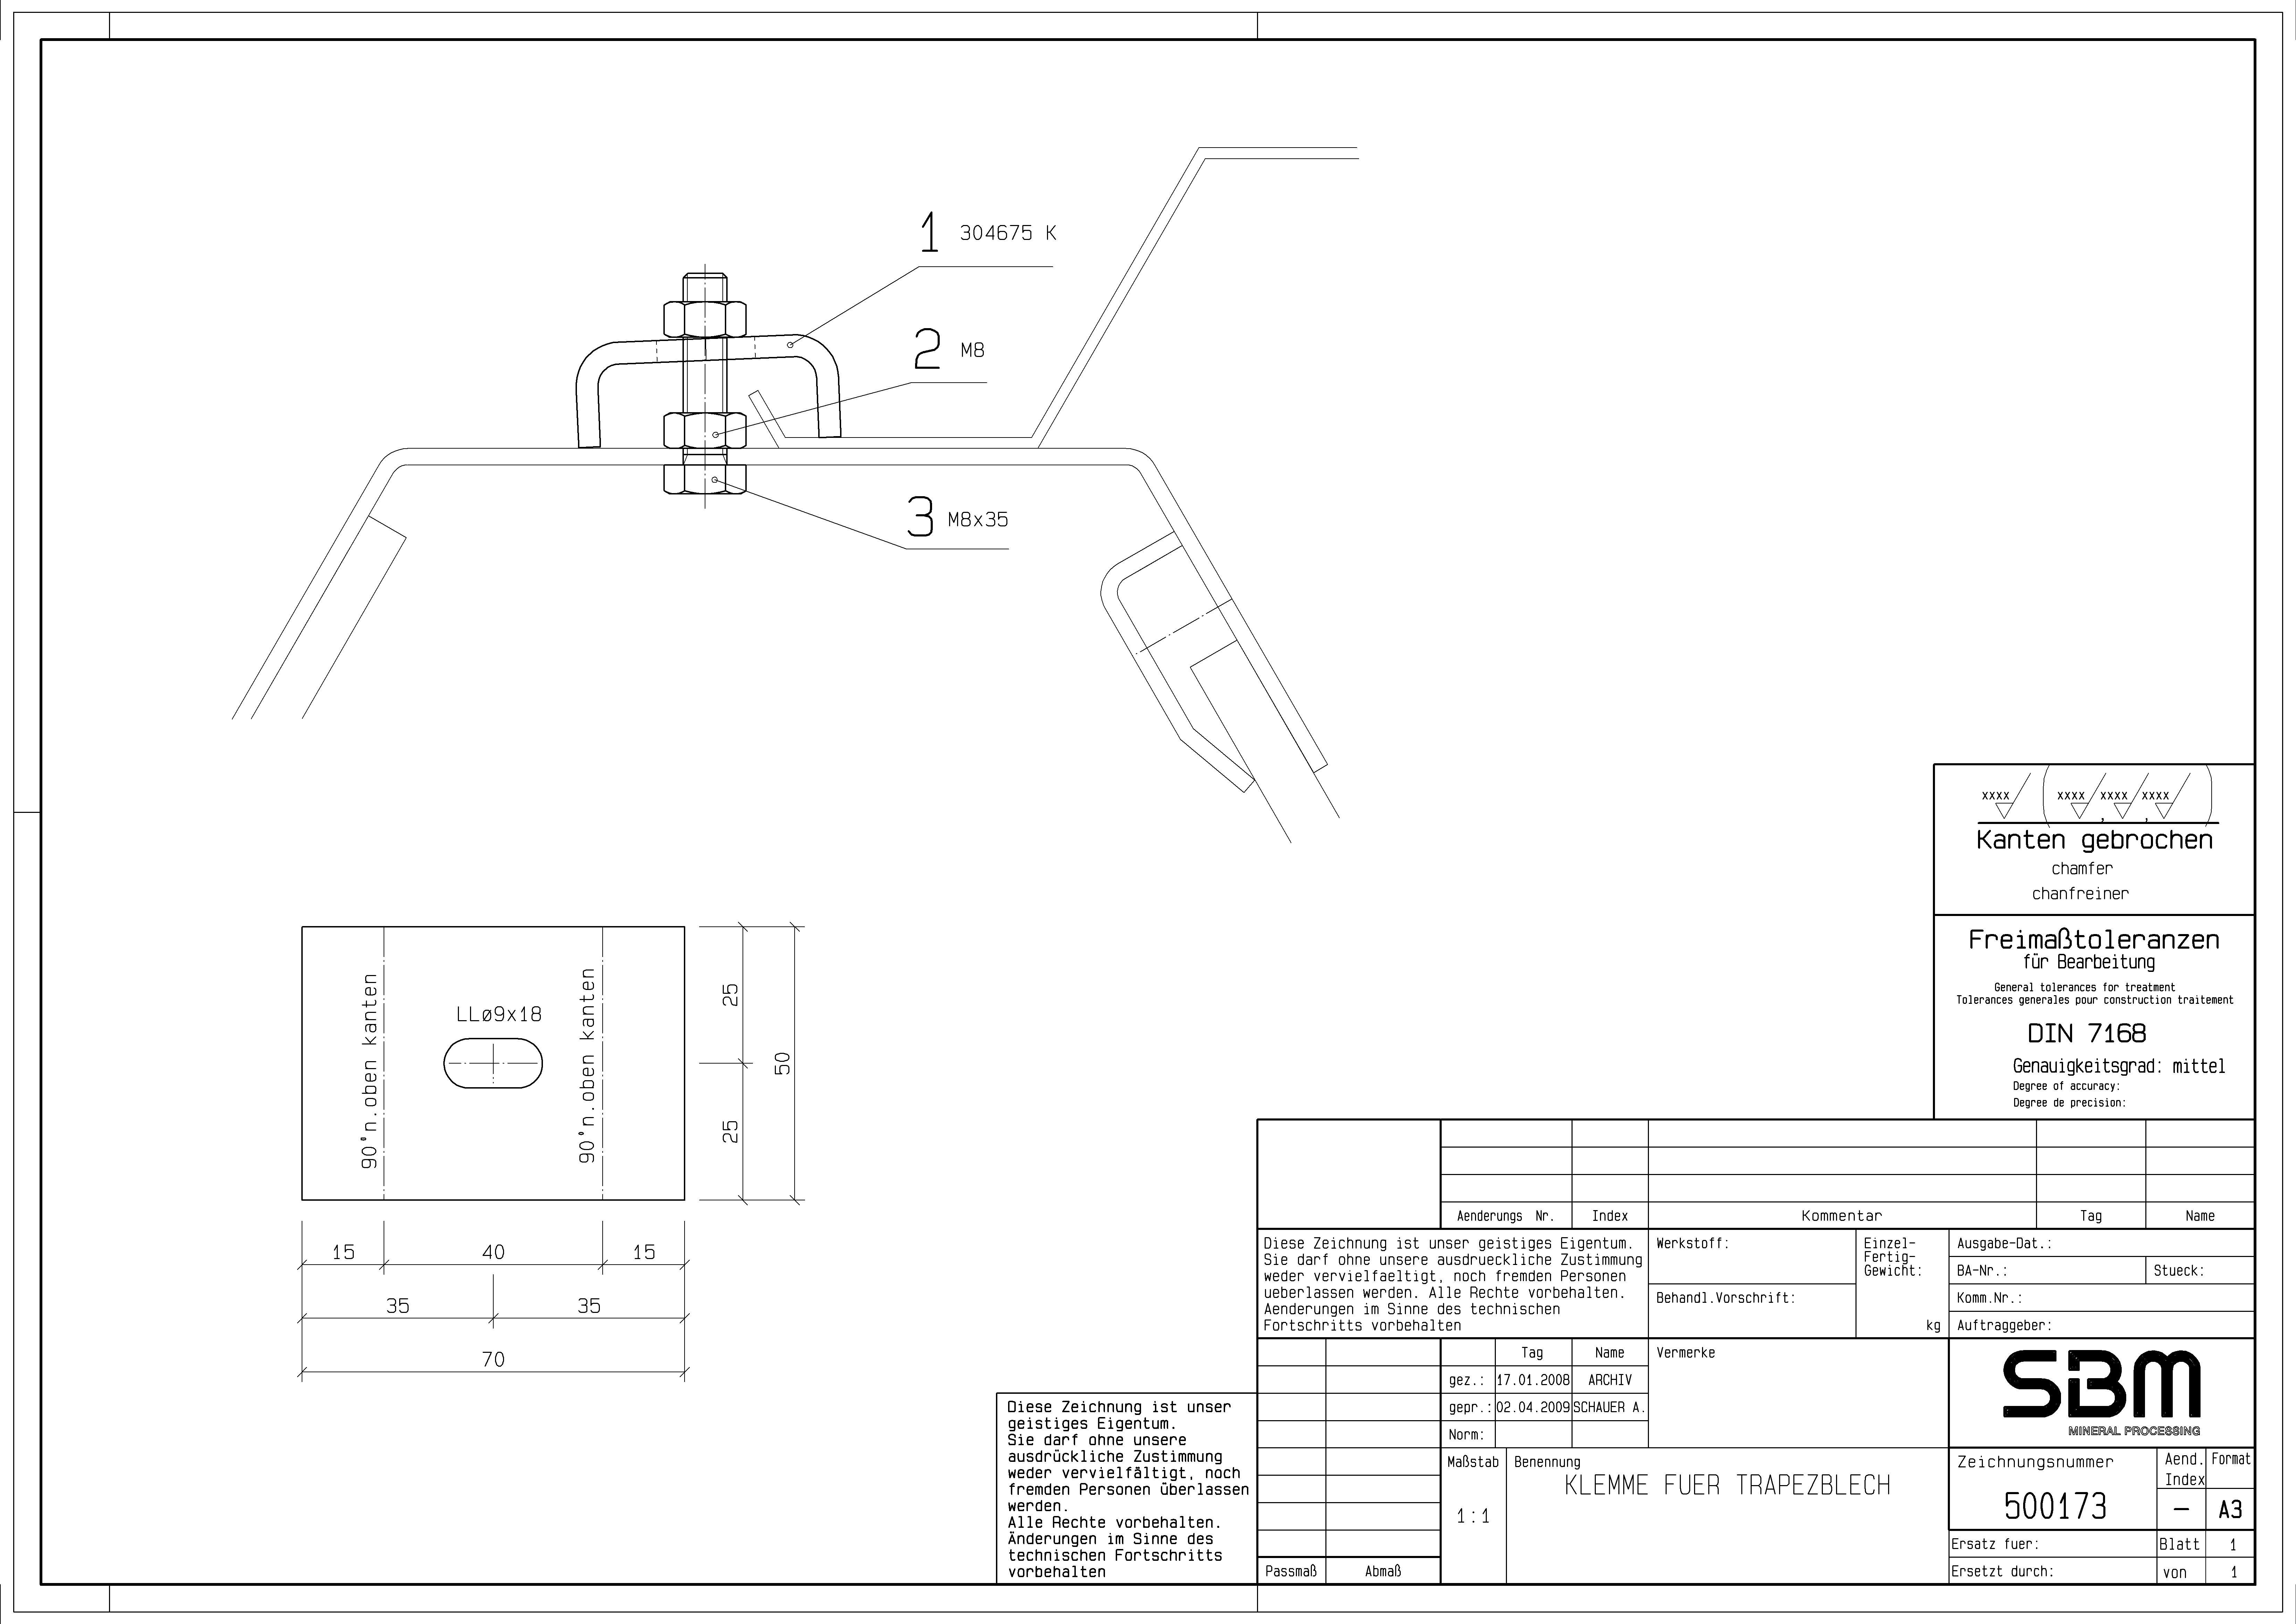 1 304675 K
2 M8
3 M8x35
xxxx xxxx, xxxx, xxxx
Kanten gebrochen
chamfer
chanfreiner
Freimaßtoleranzen
für Bearbeitung
General tolerances for treatment
Tolerances generales pour construction traitement
DIN 7168
Genauigkeitsgrad: mittel
Degree of accuracy:
Degree de precision:
90°n.oben kanten
LLø9x18
90°n.oben kanten
25
50
25
15 40 15
35 35
70
Aenderungs Nr. Index Kommentar Tag Name
Diese Zeichnung ist unser geistiges Eigentum.
Sie darf ohne unsere ausdrueckliche Zustimmung
weder vervielfaeltigt, noch fremden Personen
ueberlassen werden. Alle Rechte vorbehalten.
Aenderungen im Sinne des technischen
Fortschritts vorbehalten
Werkstoff:
Behandl.Vorschrift:
Einzel-
Fertig-
Gewicht:
kg
Ausgabe-Dat.:
BA-Nr.: Stueck:
Komm.Nr.:
Auftraggeber:
Tag Name
gez.: 17.01.2008 ARCHIV
gepr.: 02.04.2009 SCHAUER A.
Norm:
Vermerke
SBM
MINERAL PROCESSING
Maßstab
1:1
Benennung
KLEMME FUER TRAPEZBLECH
Zeichnungsnummer
500173
Aend.
Index
–
Format
A3
Ersatz fuer:
Blatt 1
Ersetzt durch:
von 1
Passmaß Abmaß
Diese Zeichnung ist unser
geistiges Eigentum.
Sie darf ohne unsere
ausdrückliche Zustimmung
weder vervielfältigt, noch
fremden Personen überlassen
werden.
Alle Rechte vorbehalten.
Änderungen im Sinne des
technischen Fortschritts
vorbehalten